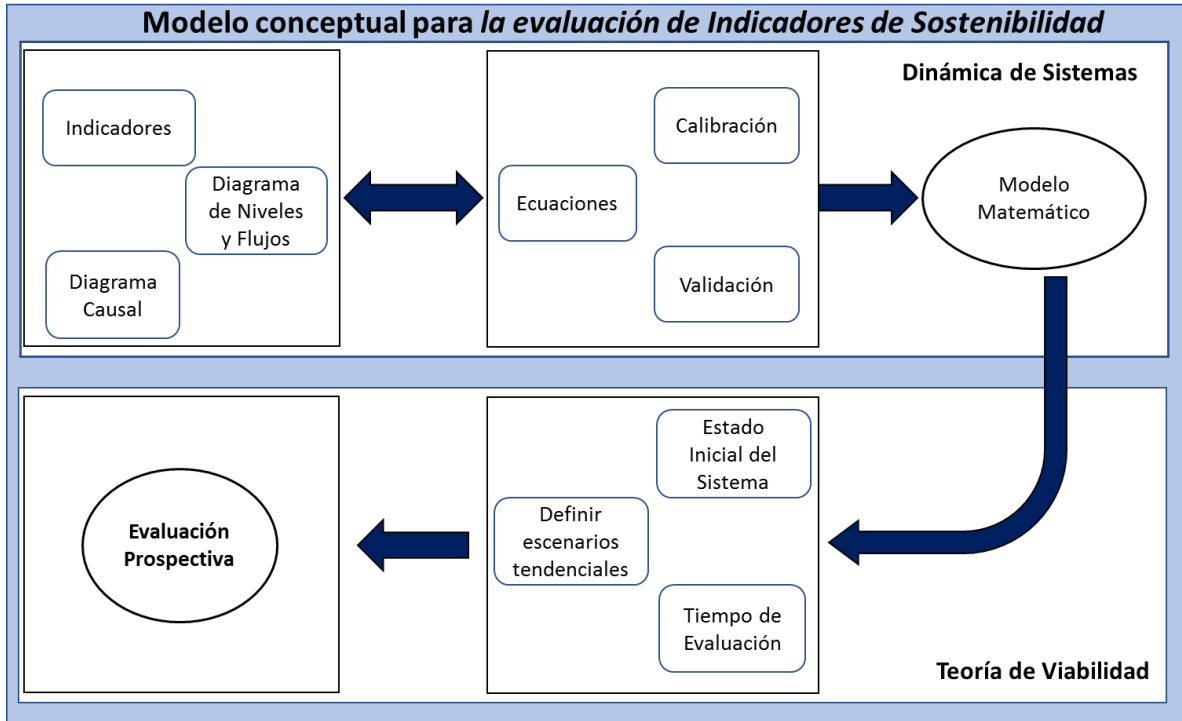 Modelo conceptual para la evaluación de Indicadores de Sostenibilidad
Dinámica de Sistemas
Indicadores
Diagrama
de Niveles
y Flujos
Diagrama
Causal
Calibración
Ecuaciones
Validación
Modelo
Matemático
Estado
Inicial del
Sistema
Definir
escenarios
tendenciales
Tiempo de
Evaluación
Evaluación
Prospectiva
Teoría de Viabilidad